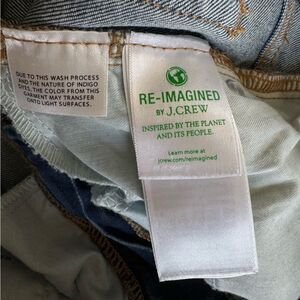 DUE TO THIS WASH PROCESS
AND THE NATURE OF INDIGO
DYES, THE COLOR FROM THIS
GARMENT MAY TRANSFER
ONTO LIGHT SURFACES.
RE-IMAGINED
BY J.CREW
INSPIRED BY THE PLANET
AND ITS PEOPLE.
Learn more at
jcrew.com/reimagined